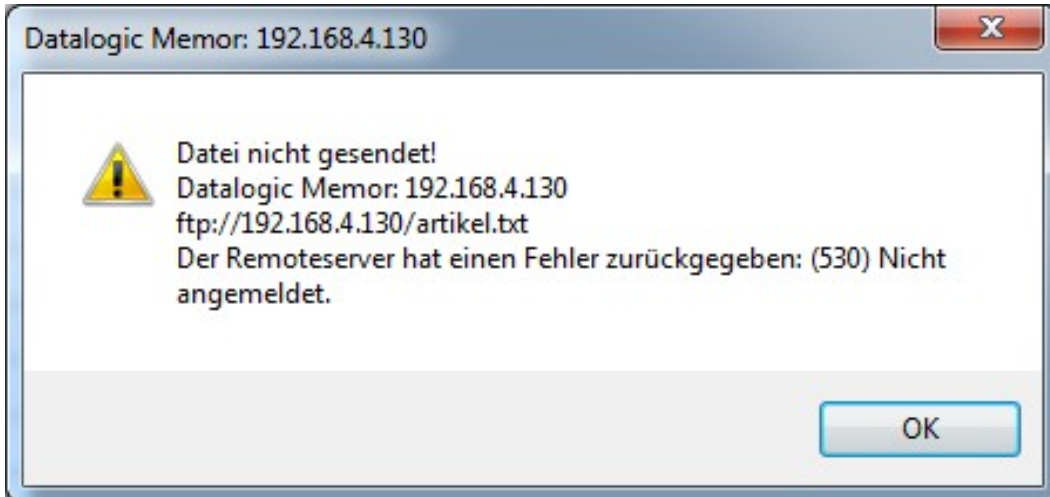 Datalogic Memor: 192.168.4.130
Datei nicht gesendet!
Datalogic Memor: 192.168.4.130
ftp://192.168.4.130/artikel.txt
Der Remoteserver hat einen Fehler zurückgegeben: (530) Nicht
angemeldet.
OK